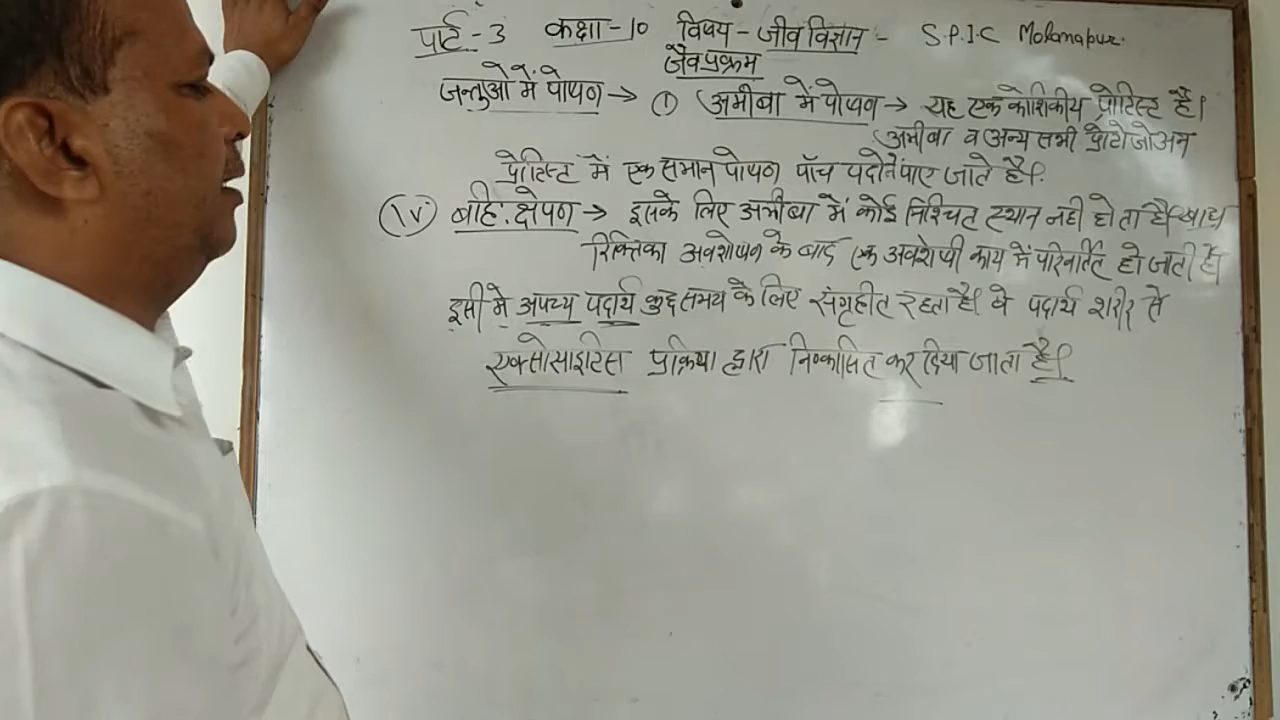 पार्ट-3 कक्षा-10 विषय-जीव विज्ञान- S.P.I.C
जैव प्रक्रम
जन्तुओं में पोषण → ① अमीबा में पोषण → यह एक कोशिकीय प्रोटिस्ट है।
अमीबा व अन्य सभी प्रोटोजोअन
प्रोटिस्ट में एक समान पोषण पाँच पदों में पाए जाते है।
(iv) बहि:क्षेपण → इसके लिए अमीबा में कोई निश्चित स्थान नही होता है। खाद्य
रिक्तिका अवशोषण के बाद एक अवशेषी काय में परिवर्तित हो जाती है।
इसी मे अपच्य पदार्थ कुछ समय के लिए संग्रहीत रहता है। ये पदार्थ शरीर से
एक्सोसाइटोसिस प्रक्रिया द्वारा निष्कासित कर दिया जाता है।